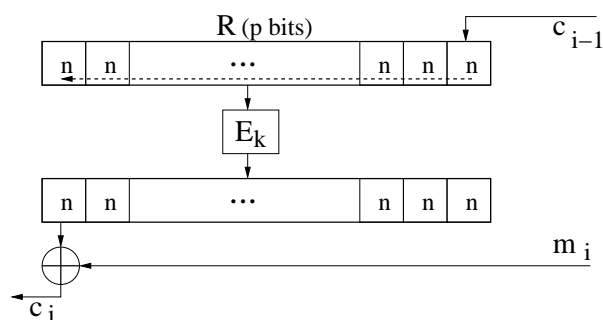 R (p bits)
c i–1
n n ... n n n
E k
n n ... n n n
m i
c i